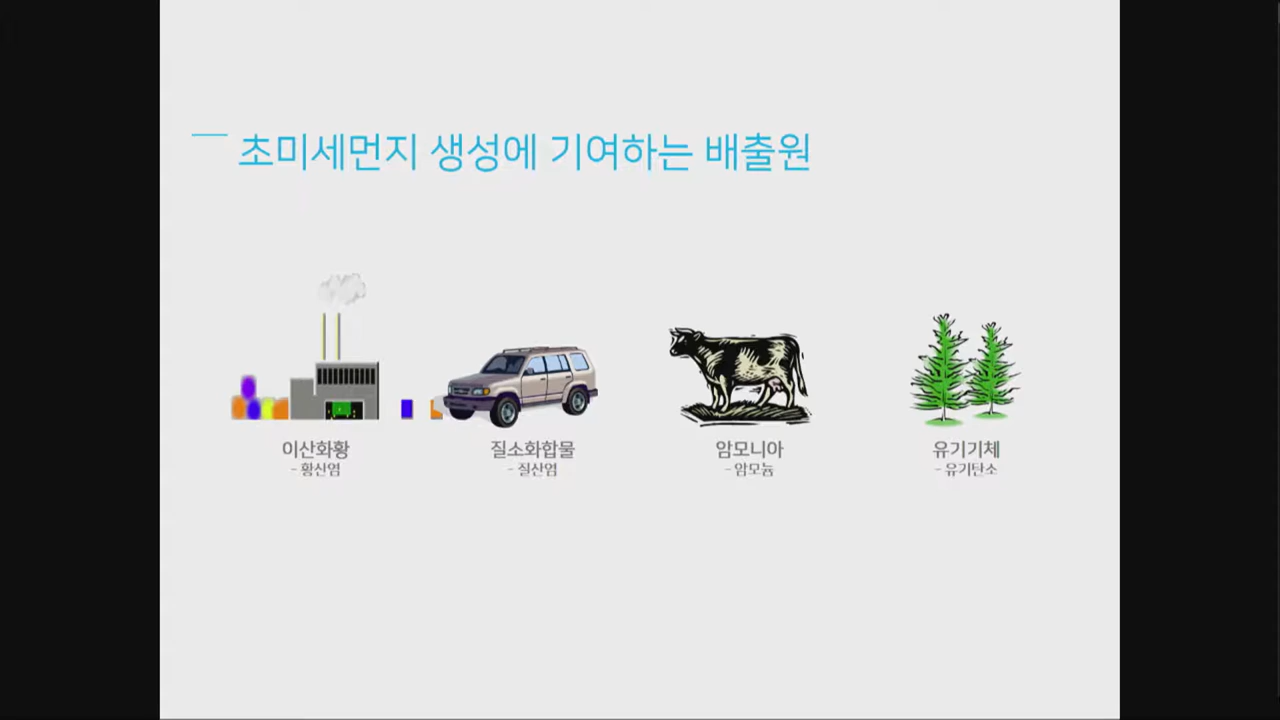 초미세먼지 생성에 기여하는 배출원
이산화황
- 황산염
질소화합물
- 질산염
암모니아
- 암모늄
유기기체
- 유기탄소